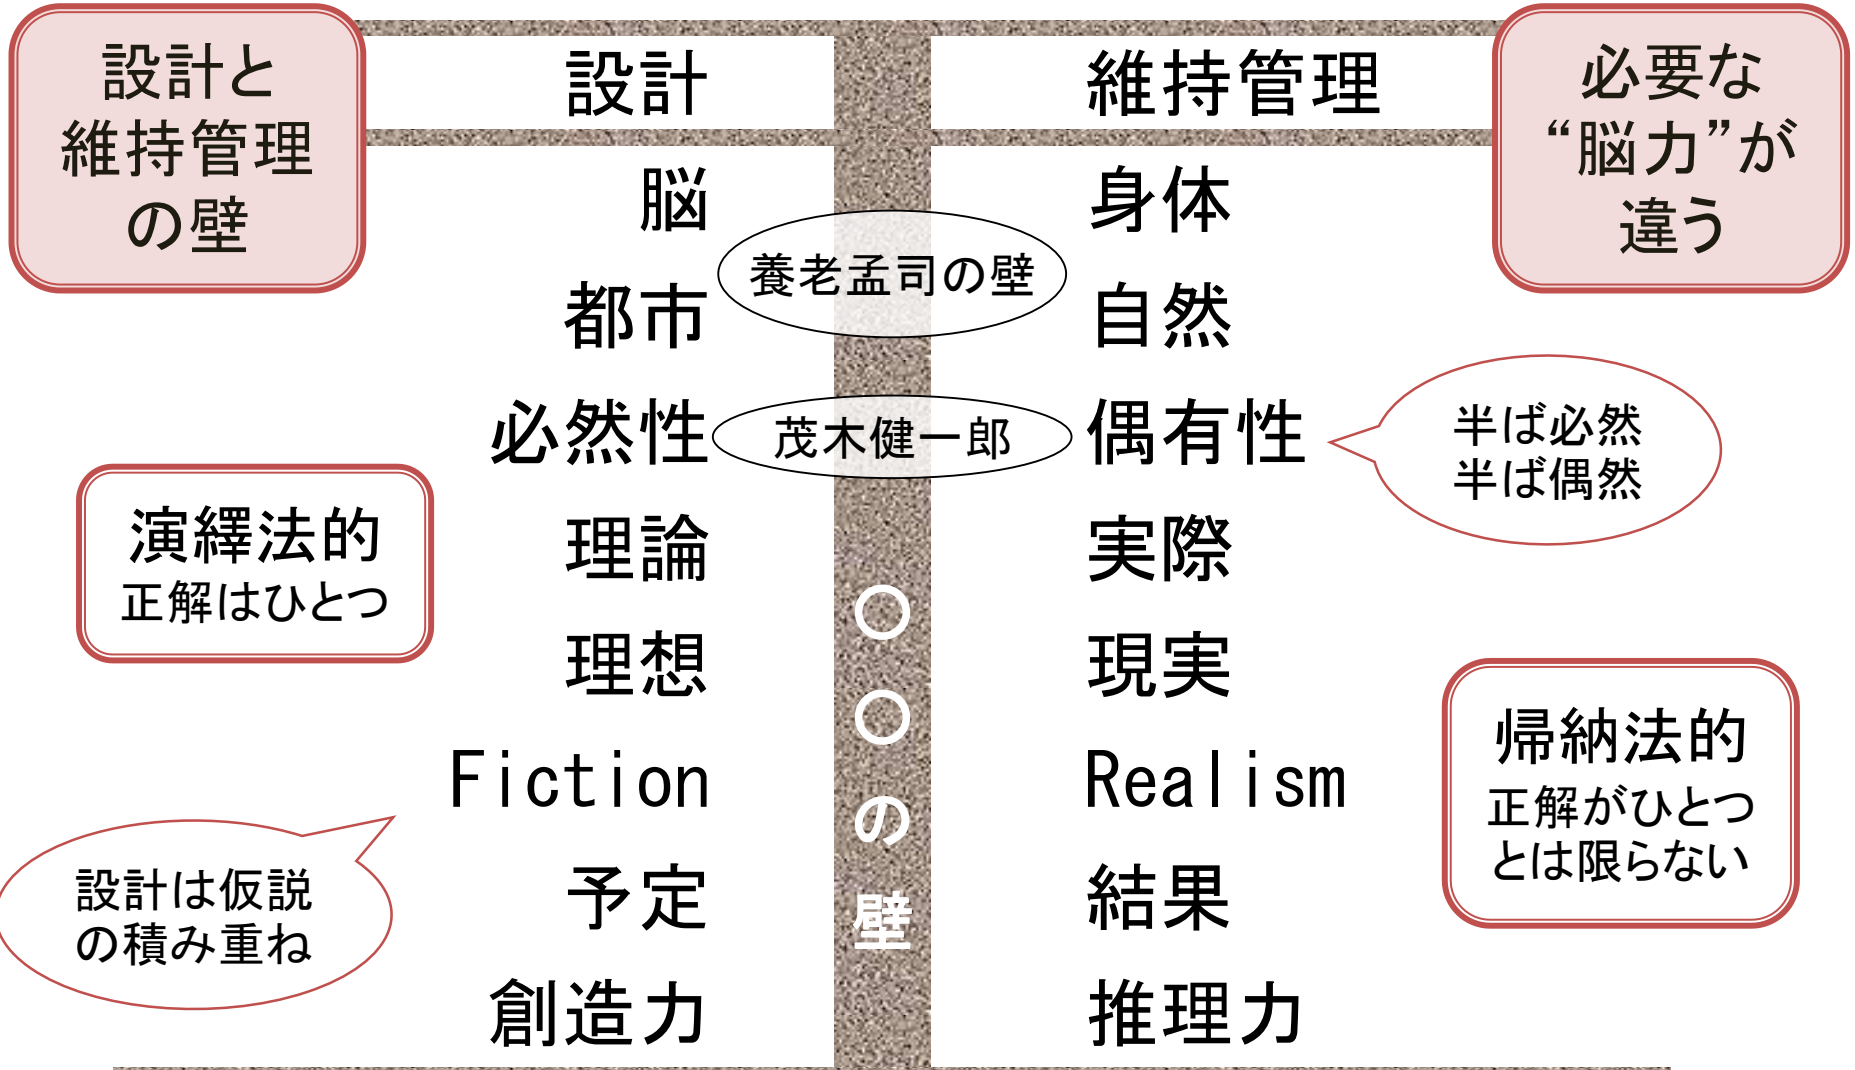 設計と
維持管理
の壁
設計
維持管理
必要な
“脳力”が
違う
脳
身体
養老孟司の壁
都市
自然
必然性
茂木健一郎
偶有性
半ば必然
半ば偶然
演繹法的
正解はひとつ
理論
実際
理想
現実
〇〇の壁
Fiction
Realism
帰納法的
正解がひとつ
とは限らない
設計は仮説
の積み重ね
予定
結果
創造力
推理力